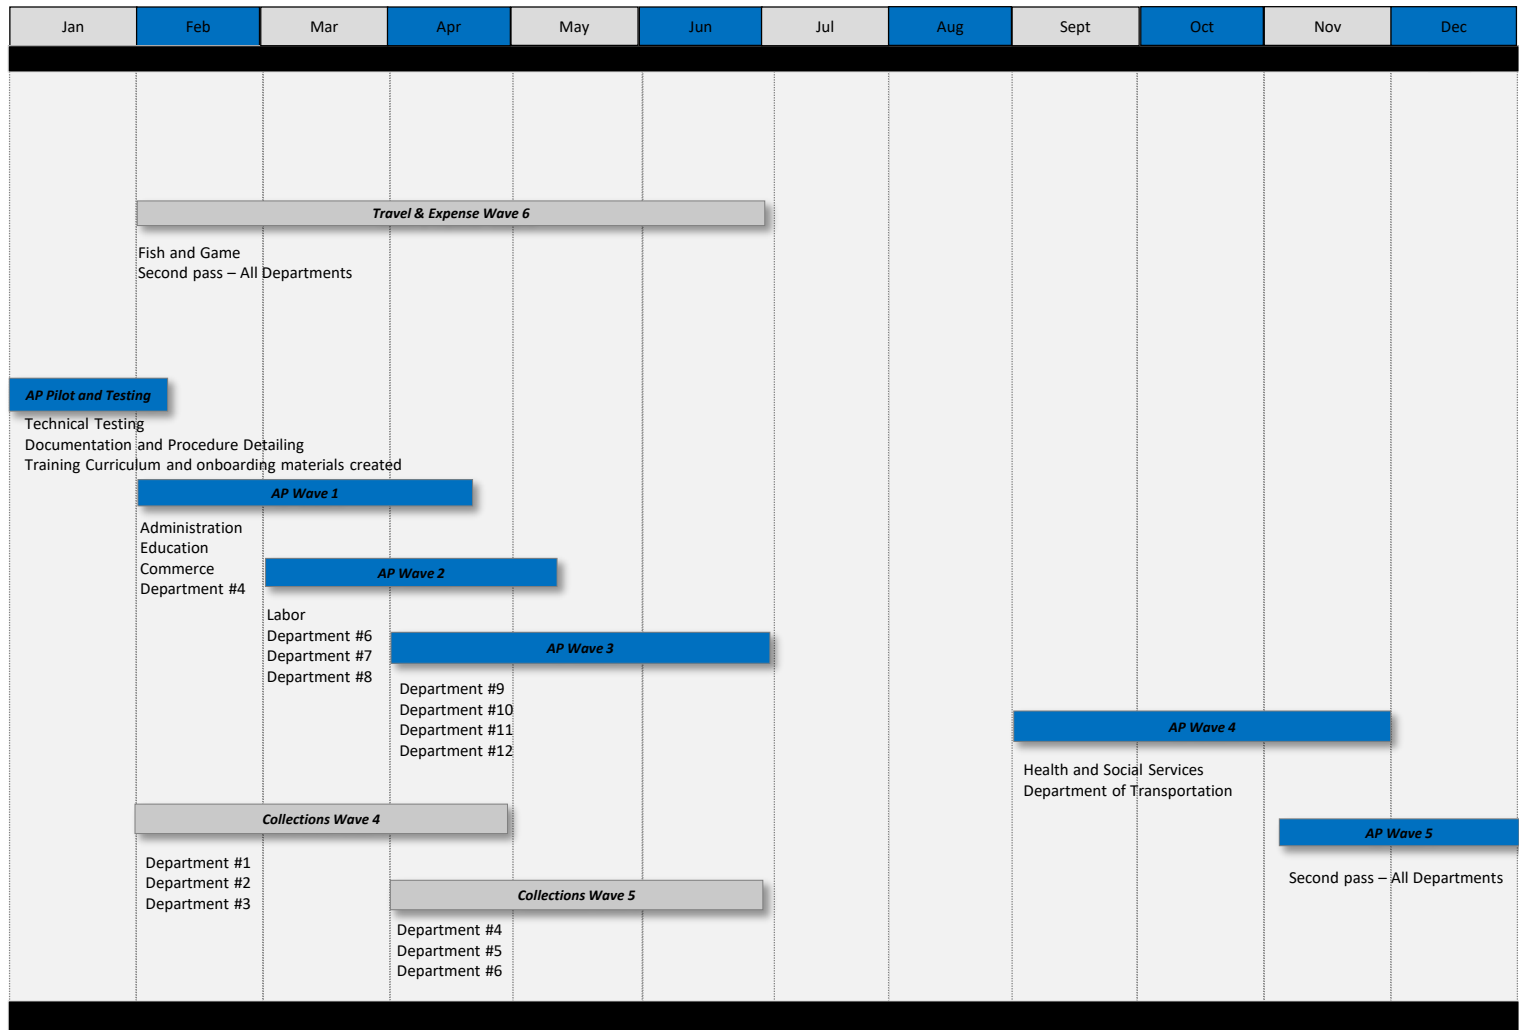 Jan Feb Mar Apr May Jun Jul Aug Sept Oct Nov Dec
Travel & Expense Wave 6
Fish and Game
Second pass – All Departments
AP Pilot and Testing
Technical Testing
Documentation and Procedure Detailing
Training Curriculum and onboarding materials created
AP Wave 1
Administration
Education
Commerce
Department #4
AP Wave 2
Labor
Department #6
Department #7
Department #8
AP Wave 3
Department #9
Department #10
Department #11
Department #12
AP Wave 4
Health and Social Services
Department of Transportation
Collections Wave 4
Department #1
Department #2
Department #3
AP Wave 5
Second pass – All Departments
Collections Wave 5
Department #4
Department #5
Department #6